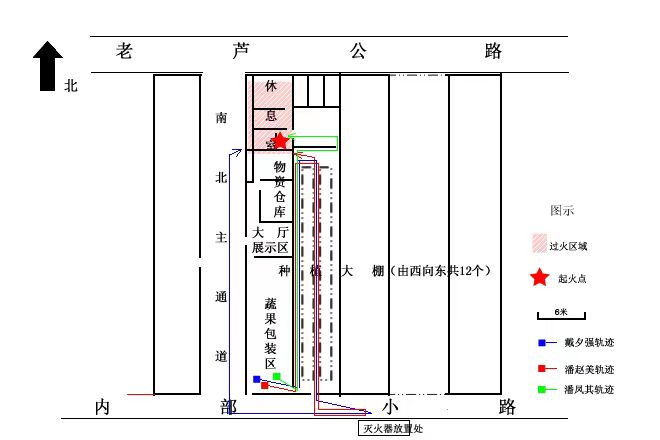 老芦公路
北
休息室
南北主通道
物资仓库
大厅
展示区
种植大棚(由西向东共12个)
蔬果包装区
内部小路
灭火器放置处
图示
过火区域
起火点
6米
戴夕强轨迹
潘赵美轨迹
潘凤其轨迹